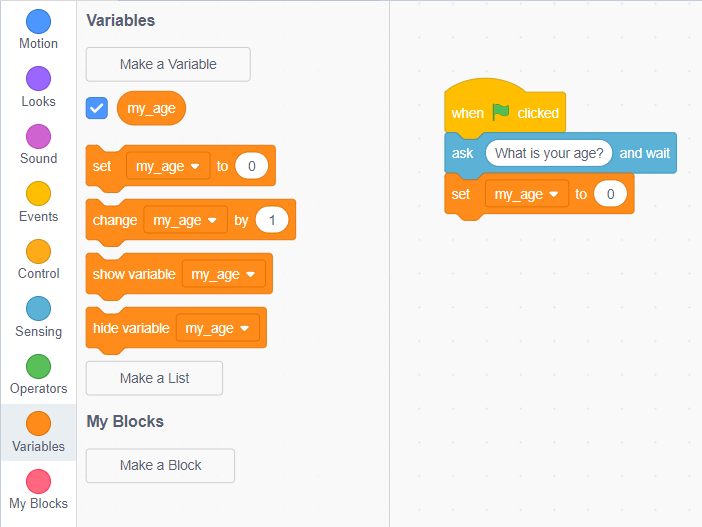 Motion
Looks
Sound
Events
Control
Sensing
Operators
Variables
My Blocks
Variables
Make a Variable
my_age
set my_age to 0
change my_age by 1
show variable my_age
hide variable my_age
Make a List
My Blocks
Make a Block
when clicked
ask What is your age? and wait
set my_age to 0